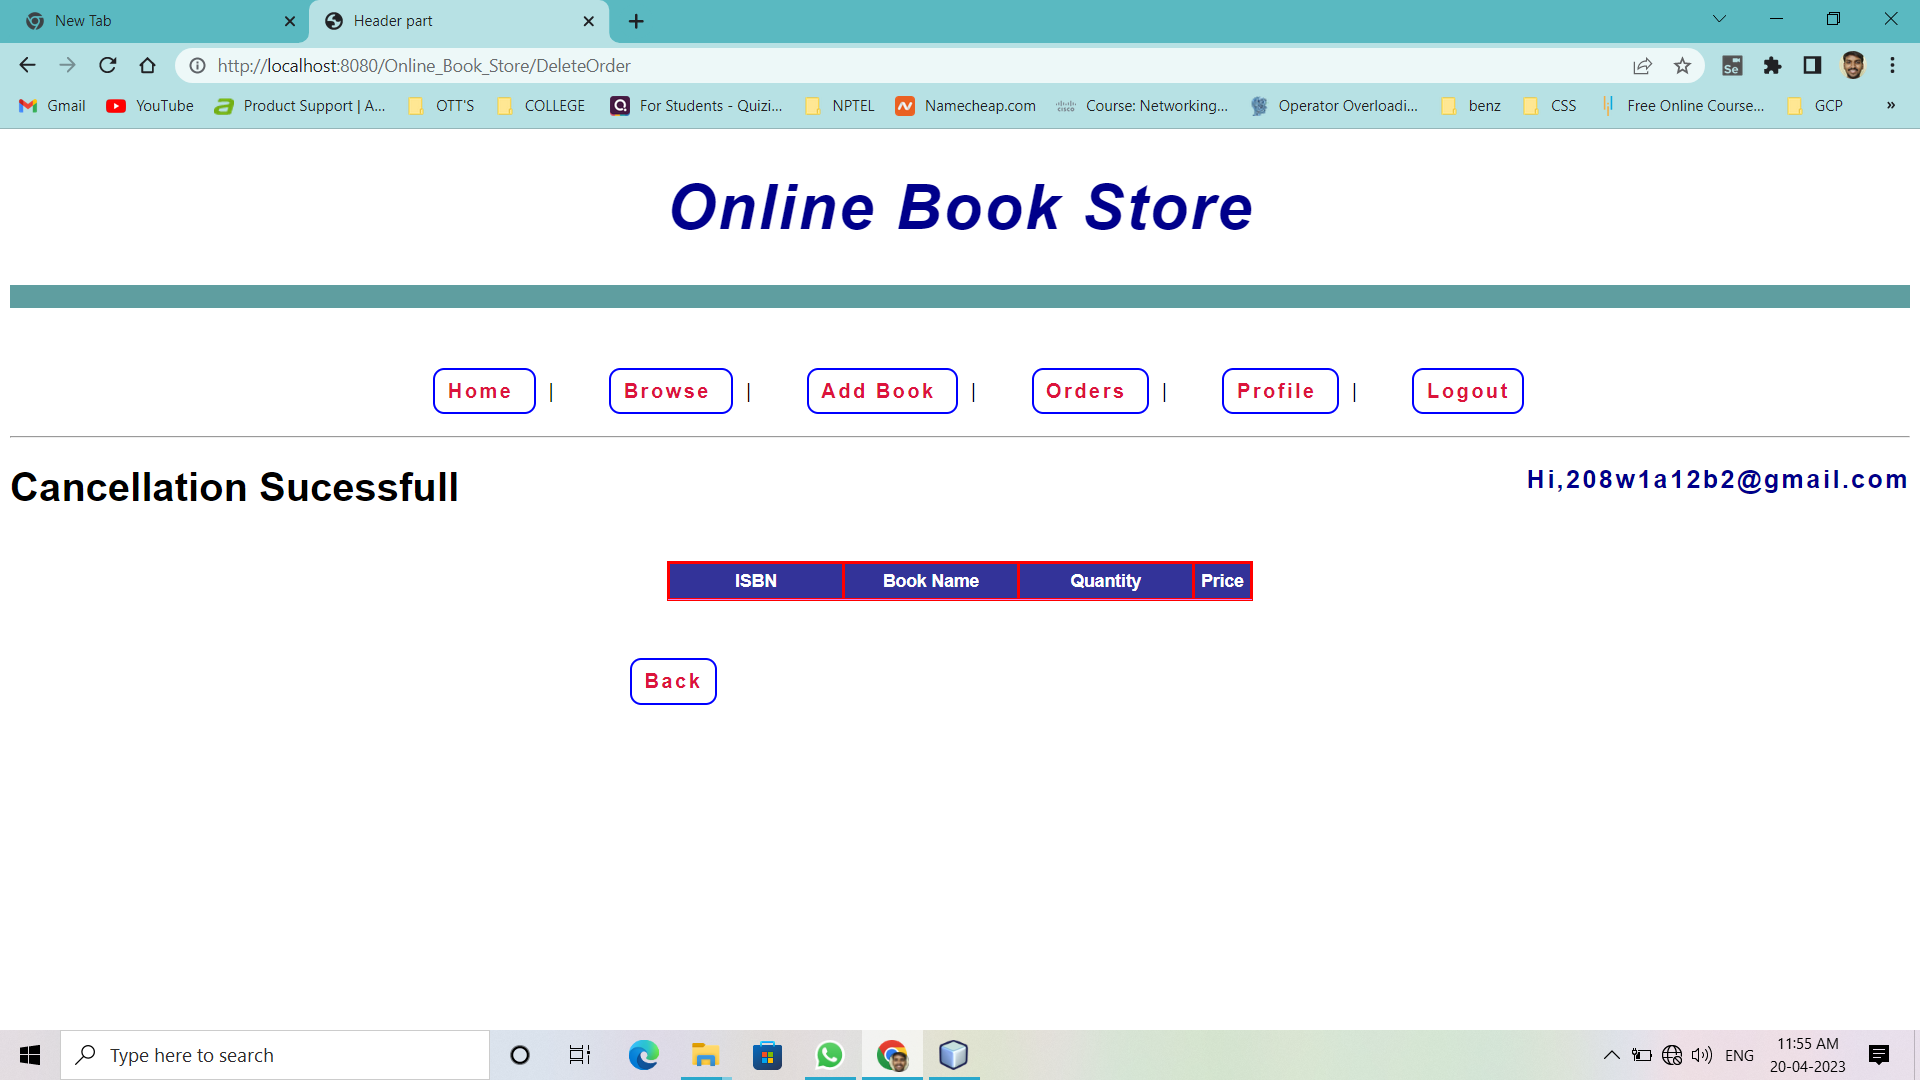 New Tab
Header part
http://localhost:8080/Online_Book_Store/DeleteOrder
Gmail YouTube Product Support | A... OTT'S COLLEGE For Students - Quizi... NPTEL Namecheap.com Course: Networking... Operator Overloadi... benz CSS Free Online Course... GCP »
Online Book Store
Home | Browse | Add Book | Orders | Profile | Logout
Cancellation Sucessfull
Hi,208w1a12b2@gmail.com
ISBN Book Name Quantity Price
Back
Type here to search
ENG
11:55 AM
20-04-2023